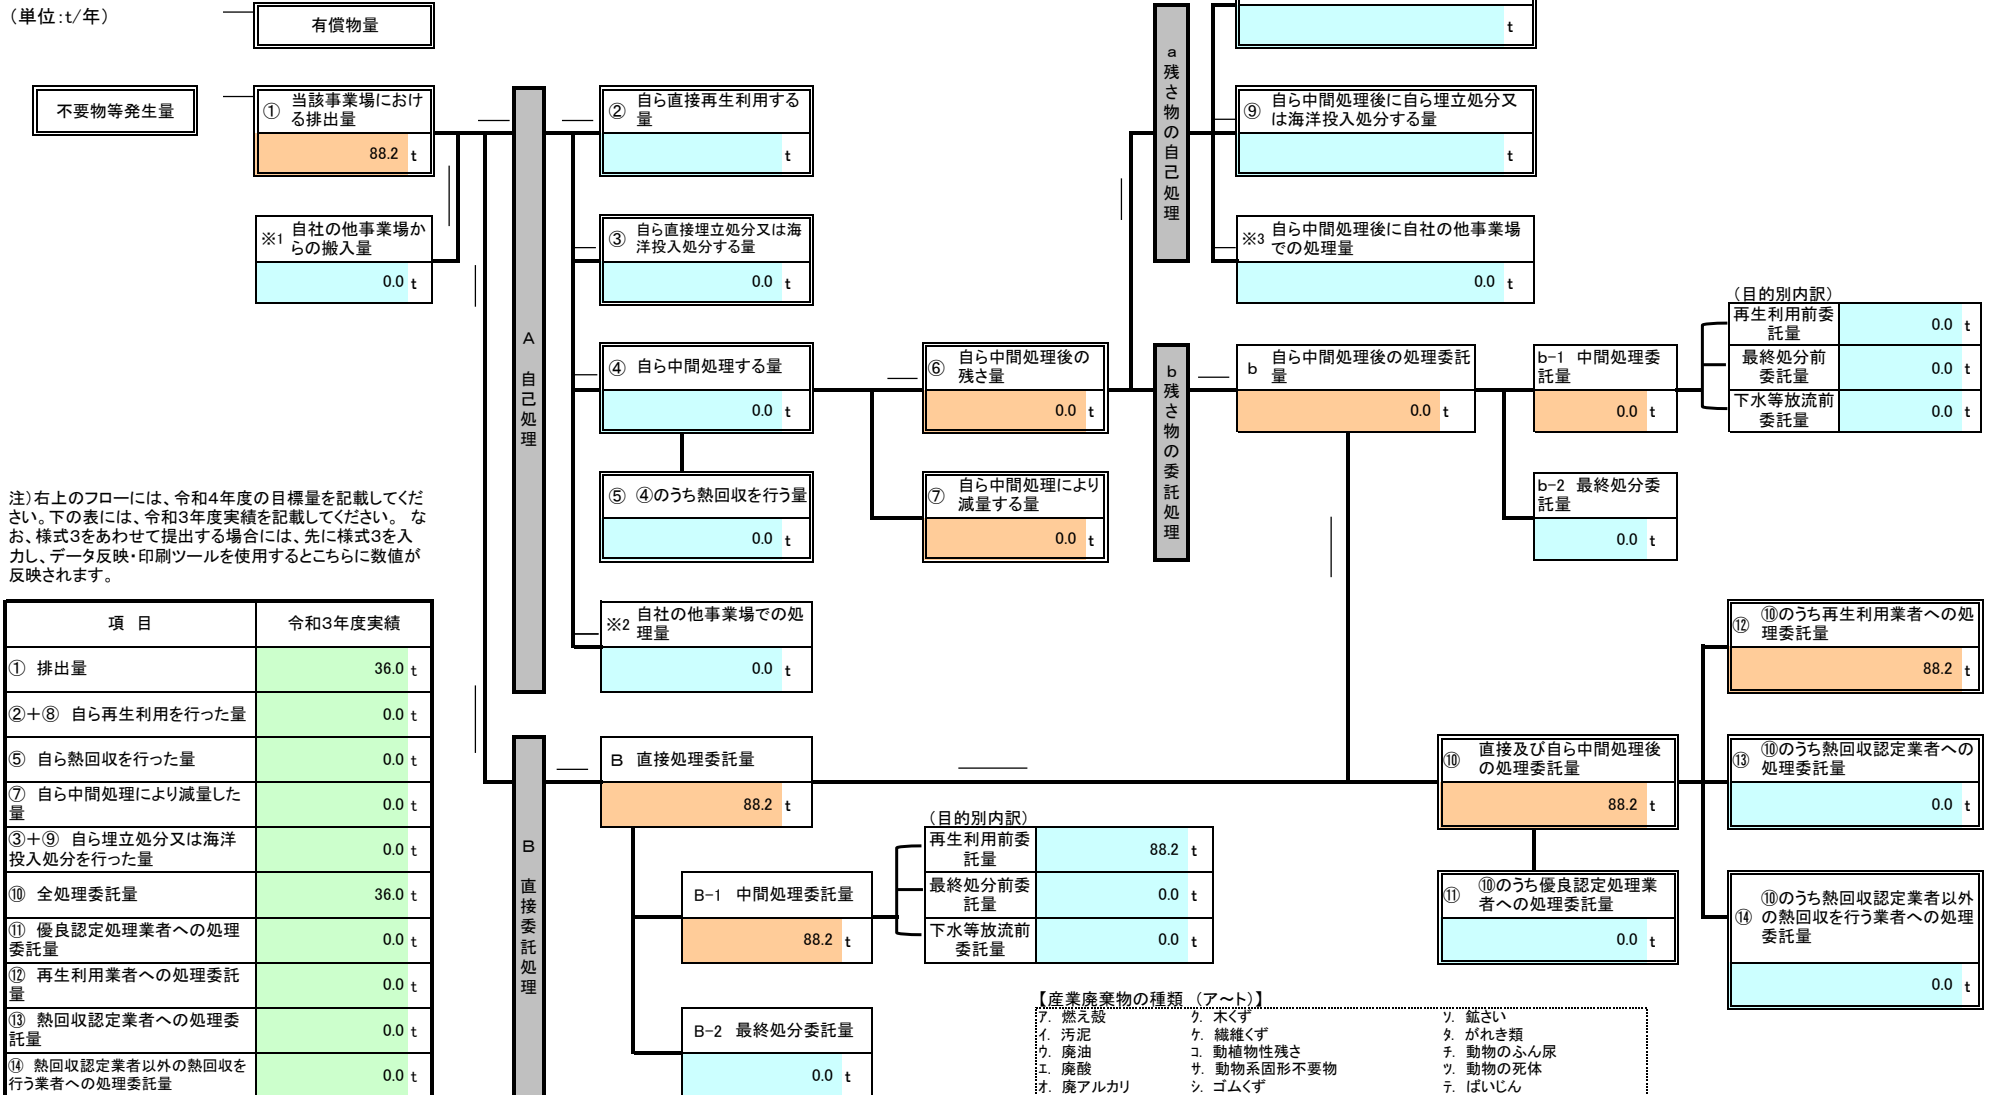 （単位:t/年）
有償物量
t
不要物等発生量
① 当該事業場におけ
る排出量
88.2 t
※1 自社の他事業場か
らの搬入量
0.0 t
A 自己処理
② 自ら直接再生利用する
量
t
③ 自ら直接埋立処分又は海
洋投入処分する量
0.0 t
④ 自ら中間処理する量
0.0 t
⑤ ④のうち熱回収を行う量
0.0 t
※2 自社の他事業場での処
理量
0.0 t
⑥ 自ら中間処理後の
残さ量
0.0 t
⑦ 自ら中間処理により
減量する量
0.0 t
a 残さ物の自己処理
⑨ 自ら中間処理後に自ら埋立処分又
は海洋投入処分する量
t
※3 自ら中間処理後に自社の他事業場
での処理量
0.0 t
b 残さ物の委託処理
b 自ら中間処理後の処理委託
量
0.0 t
b-1 中間処理委
託量
0.0 t
b-2 最終処分委
託量
0.0 t
（目的別内訳）
再生利用前委
託量
0.0 t
最終処分前
委託量
0.0 t
下水等放流前
委託量
0.0 t
注）右上のフローには、令和４年度の目標量を記載してくだ
さい。下の表には、令和３年度実績を記載してください。 な
お、様式３をあわせて提出する場合には、先に様式３を入
力し、データ反映・印刷ツールを使用するとこちらに数値が
反映されます。
項 目 令和３年度実績
① 排出量 36.0 t
②＋⑧ 自ら再生利用を行った量 0.0 t
⑤ 自ら熱回収を行った量 0.0 t
⑦ 自ら中間処理により減量した
量 0.0 t
③＋⑨ 自ら埋立処分又は海洋
投入処分を行った量 0.0 t
⑩ 全処理委託量 36.0 t
⑪ 優良認定処理業者への処理
委託量 0.0 t
⑫ 再生利用業者への処理委託
量 0.0 t
⑬ 熱回収認定業者への処理委
託量 0.0 t
⑭ 熱回収認定業者以外の熱回収を
行う業者への処理委託量 0.0 t
B 直接委託処理
B 直接処理委託量
88.2 t
B-1 中間処理委託量
88.2 t
B-2 最終処分委託量
0.0 t
（目的別内訳）
再生利用前委
託量
88.2 t
最終処分前委
託量
0.0 t
下水等放流前
委託量
0.0 t
⑩ 直接及び自ら中間処理後
の処理委託量
88.2 t
⑪ ⑩のうち優良認定処理業
者への処理委託量
0.0 t
⑫ ⑩のうち再生利用業者への処
理委託量
88.2 t
⑬ ⑩のうち熱回収認定業者への
処理委託量
0.0 t
⑭ ⑩のうち熱回収認定業者以外
の熱回収を行う業者への処理
委託量
0.0 t
【産業廃棄物の種類 （ア～ト）】
ｱ. 燃え殻 ｸ. 木くず ｿ. 鉱さい
ｲ. 汚泥 ｹ. 繊維くず ﾀ. がれき類
ｳ. 廃油 ｺ. 動植物性残さ ﾁ. 動物のふん尿
ｴ. 廃酸 ｻ. 動物系固形不要物 ﾂ. 動物の死体
ｵ. 廃アルカリ ｼ. ゴムくず ﾃ. ばいじん